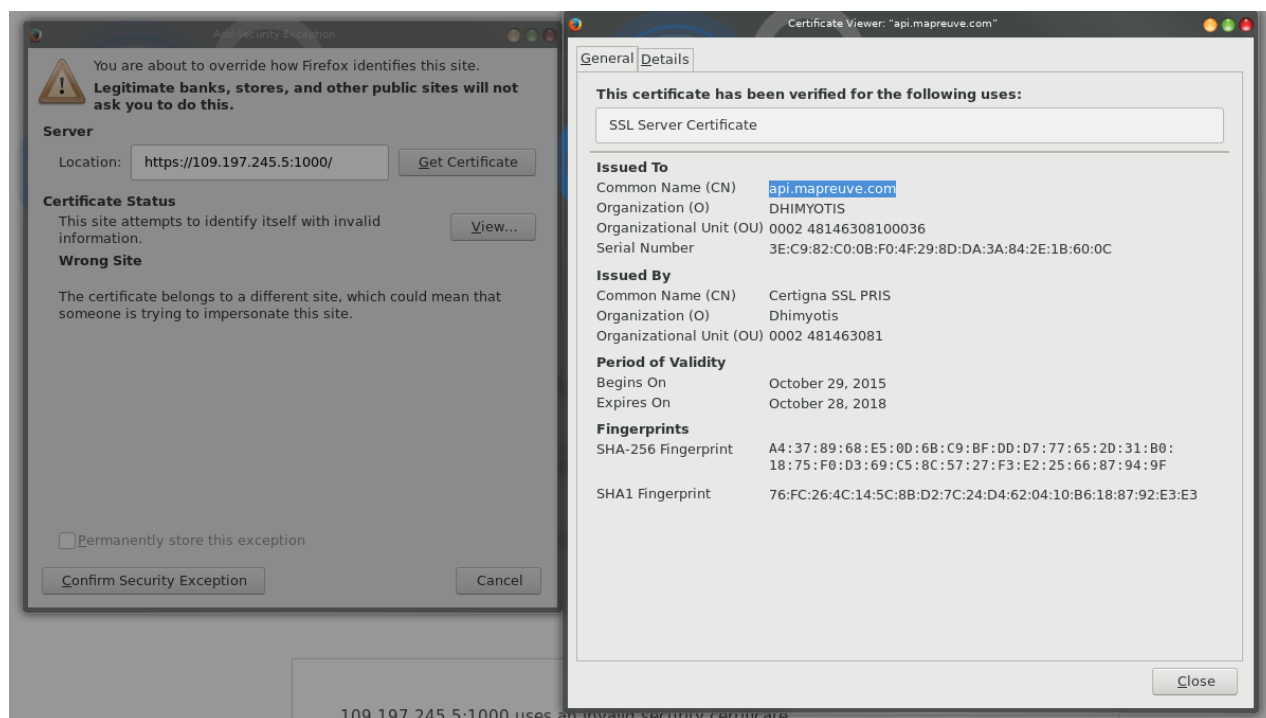 Add Security Exception
You are about to override how Firefox identifies this site.
Legitimate banks, stores, and other public sites will not
ask you to do this.
Server
Location: https://109.197.245.5:1000/ Get Certificate
Certificate Status
This site attempts to identify itself with invalid
information.
View...
Wrong Site
The certificate belongs to a different site, which could mean that
someone is trying to impersonate this site.
Permanently store this exception
Confirm Security Exception Cancel
109.197.245.5:1000 uses an invalid security certificate.
Certificate Viewer: "api.mapreuve.com"
General Details
This certificate has been verified for the following uses:
SSL Server Certificate
Issued To
Common Name (CN) api.mapreuve.com
Organization (O) DHIMYOTIS
Organizational Unit (OU) 0002 48146308100036
Serial Number 3E:C9:82:C0:0B:F0:4F:29:8D:DA:3A:84:2E:1B:60:0C
Issued By
Common Name (CN) Certigna SSL PRIS
Organization (O) Dhimyotis
Organizational Unit (OU) 0002 481463081
Period of Validity
Begins On October 29, 2015
Expires On October 28, 2018
Fingerprints
SHA-256 Fingerprint A4:37:89:68:E5:0D:6B:C9:BF:DD:D7:77:65:2D:31:B0:
18:75:F0:D3:69:C5:8C:57:27:F3:E2:25:66:87:94:9F
SHA1 Fingerprint 76:FC:26:4C:14:5C:8B:D2:7C:24:D4:62:04:10:B6:18:87:92:E3:E3
Close